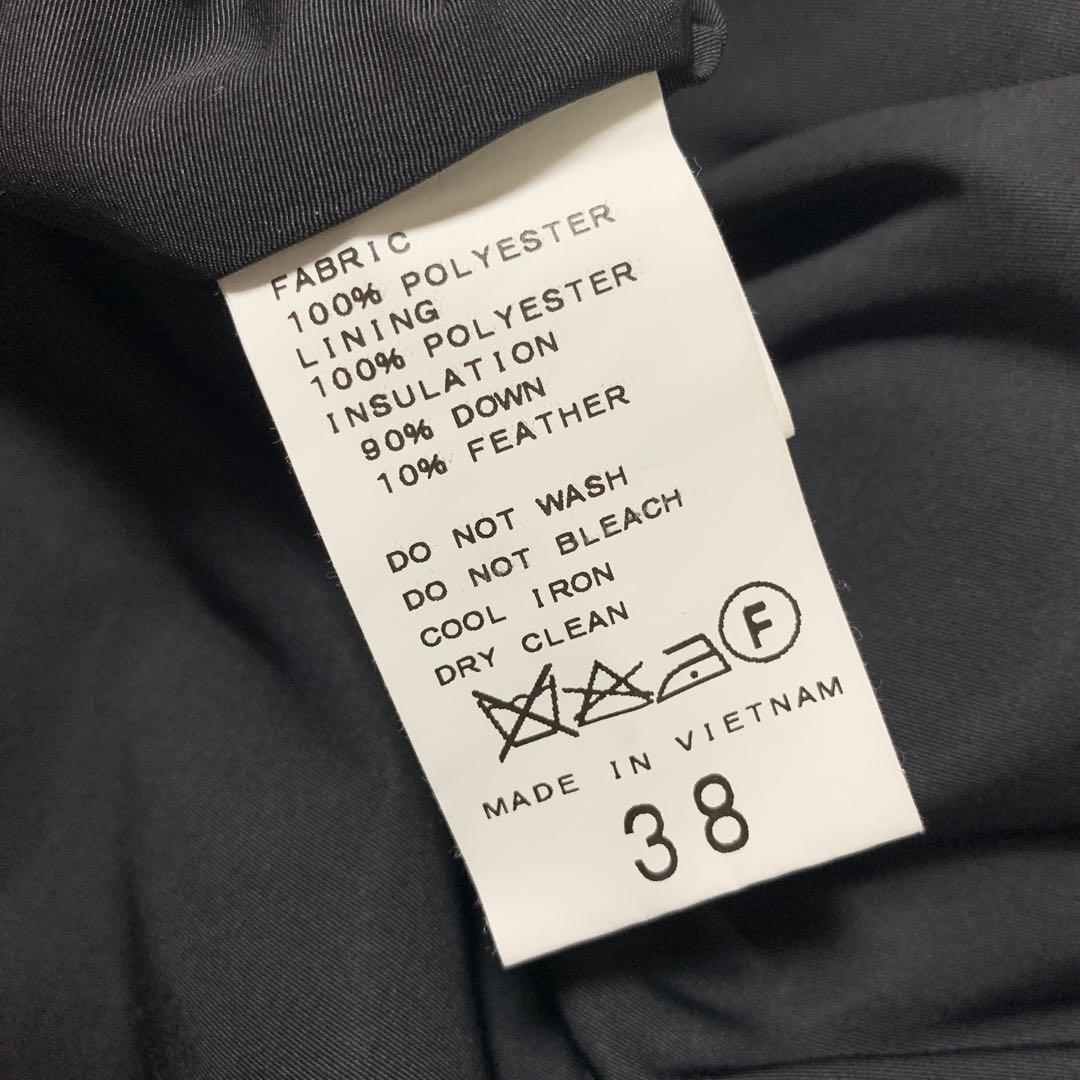 FABRIC
100% POLYESTER
LINING
100% POLYESTER
INSULATION
90% DOWN
10% FEATHER
DO NOT WASH
DO NOT BLEACH
COOL IRON
DRY CLEAN
F
MADE IN VIETNAM
38